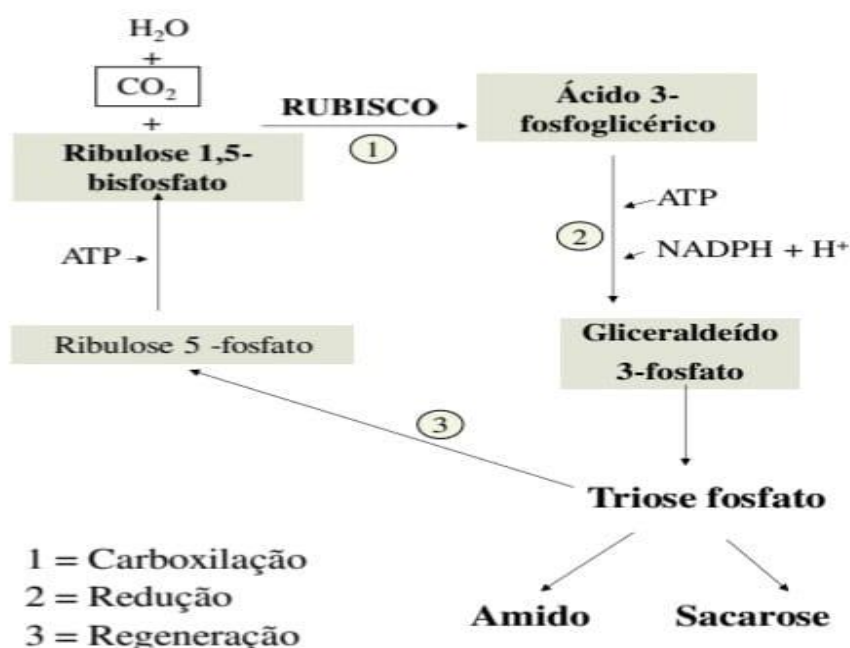 H₂O
+
CO₂
+
Ribulose 1,5-
bisfosfato
RUBISCO
1
Ácido 3-
fosfoglicérico
ATP
2
NADPH + H⁺
Gliceraldeído
3-fosfato
ATP
Ribulose 5 -fosfato
3
Triose fosfato
Amido
Sacarose
1 = Carboxilação
2 = Redução
3 = Regeneração